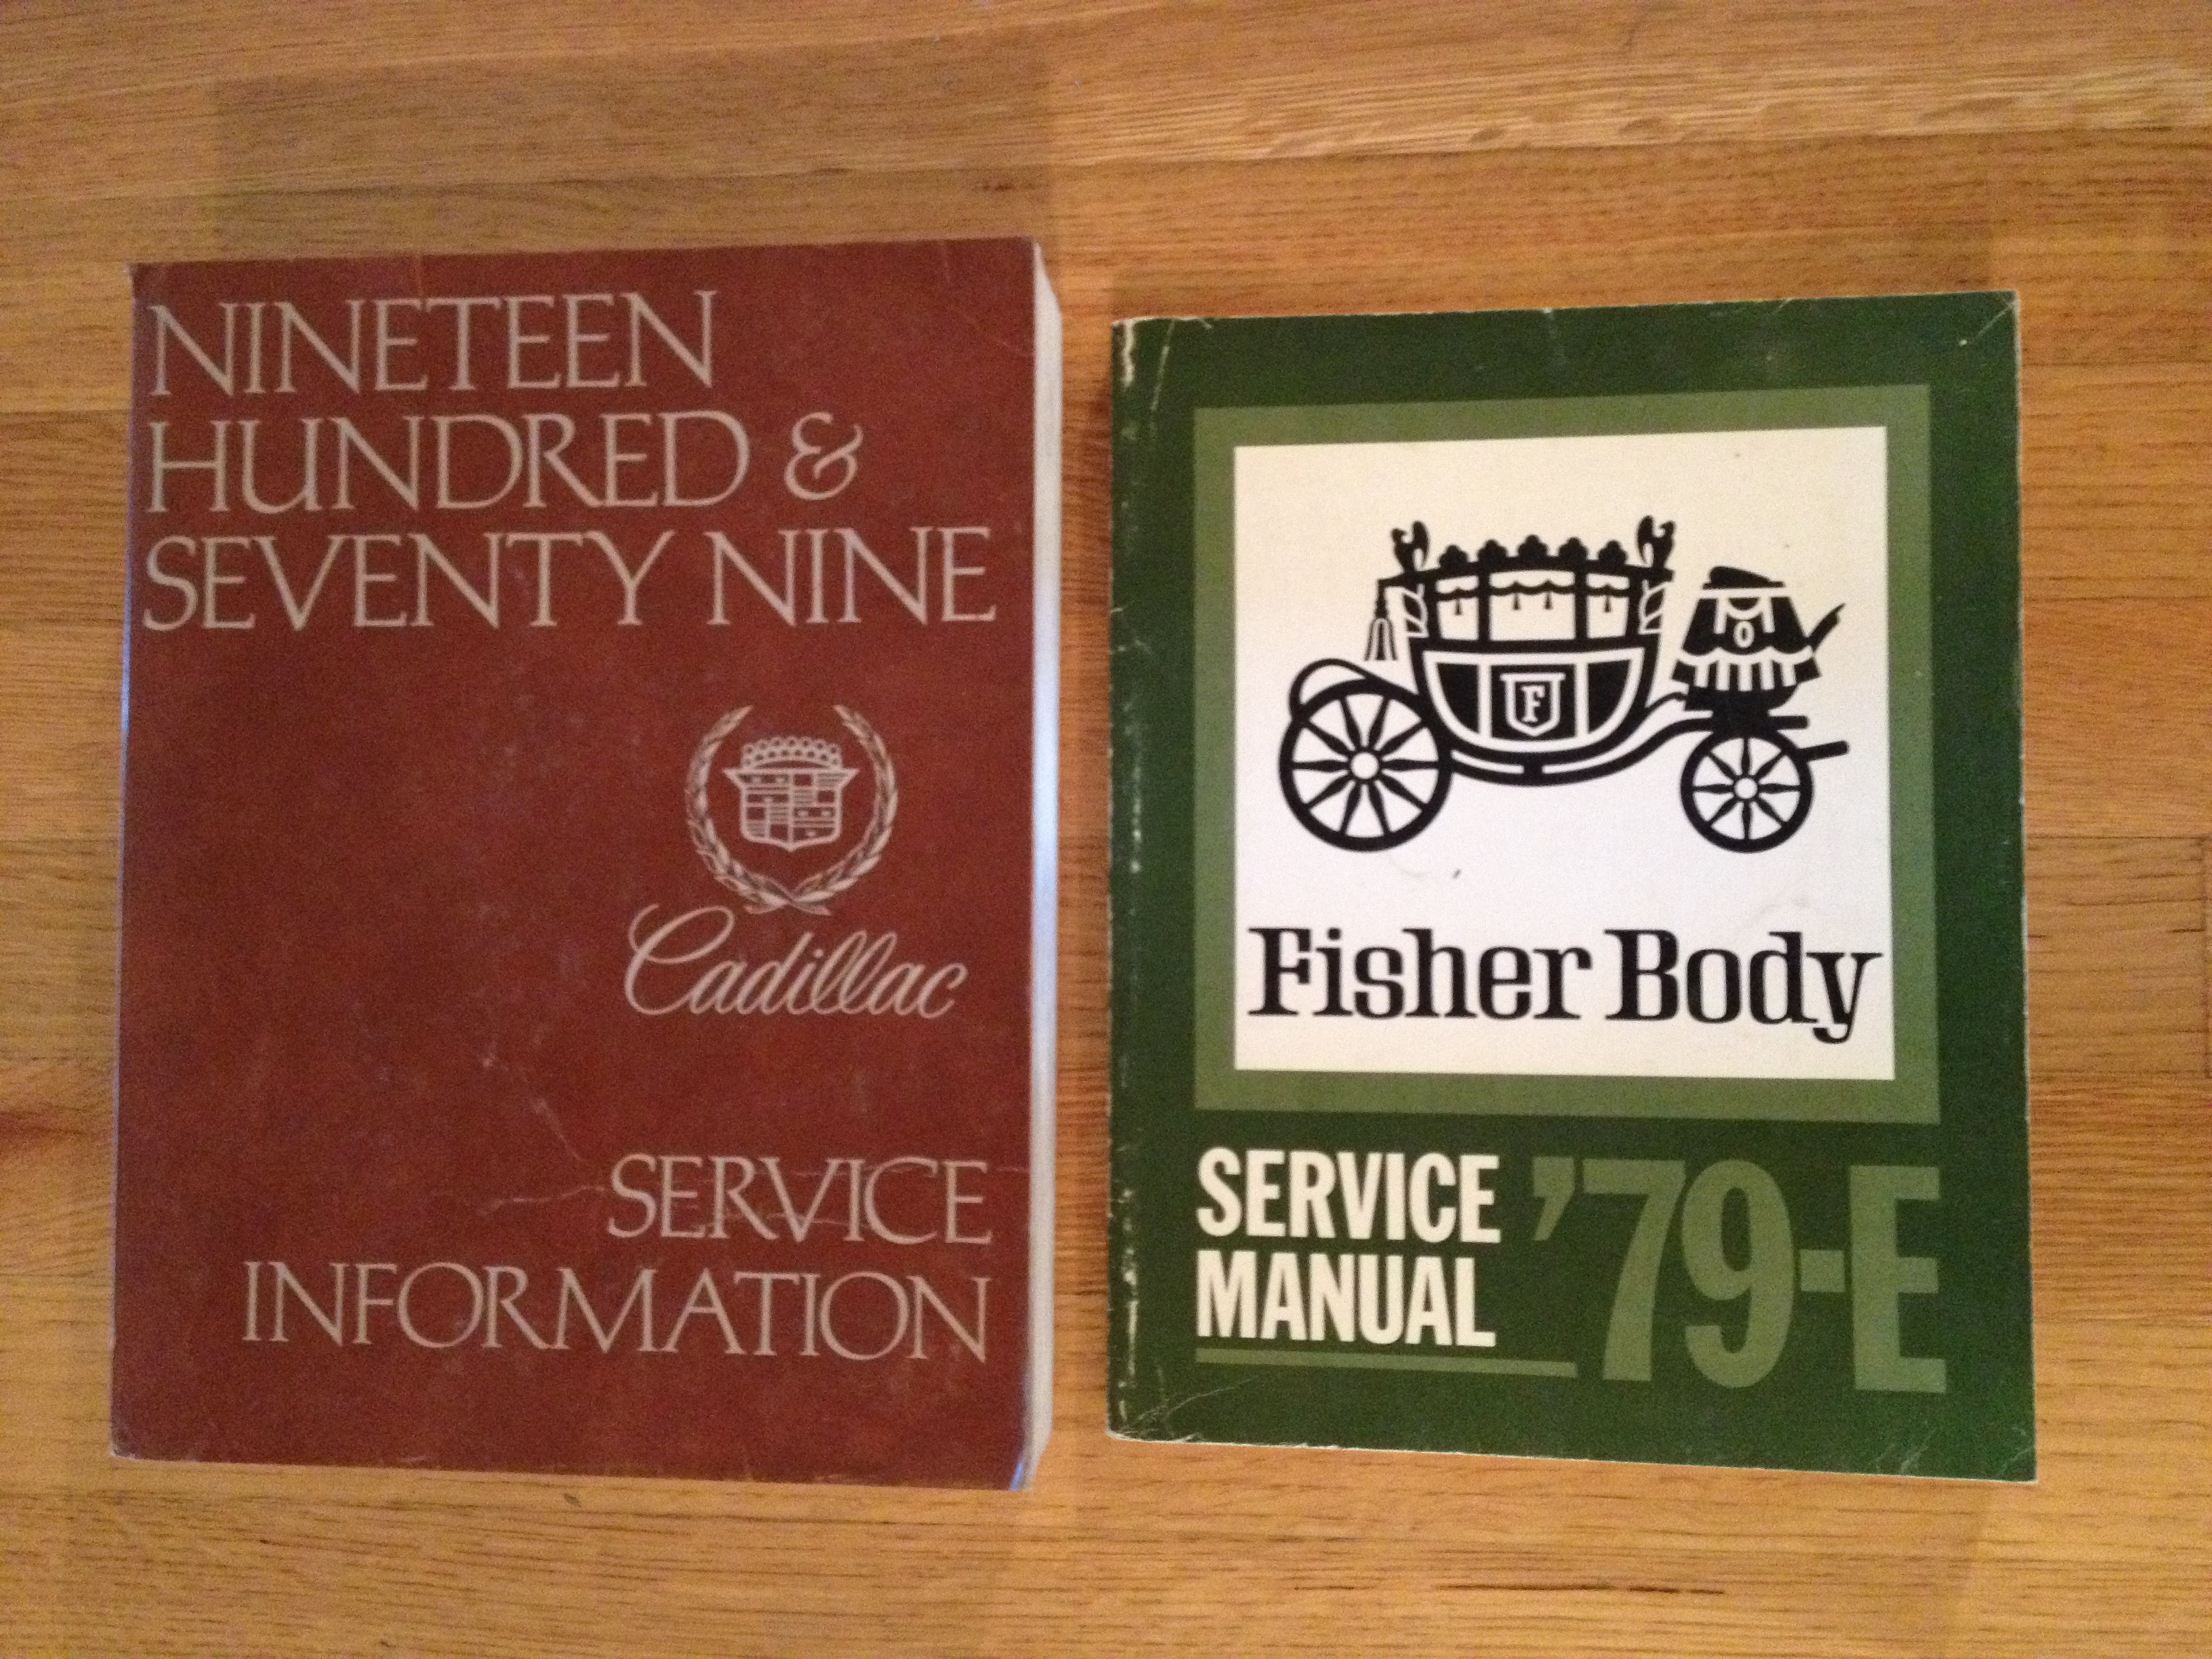 NINETEEN
HUNDRED &
SEVENTY NINE
Cadillac
SERVICE
INFORMATION
F
Fisher Body
SERVICE
MANUAL
'79-E